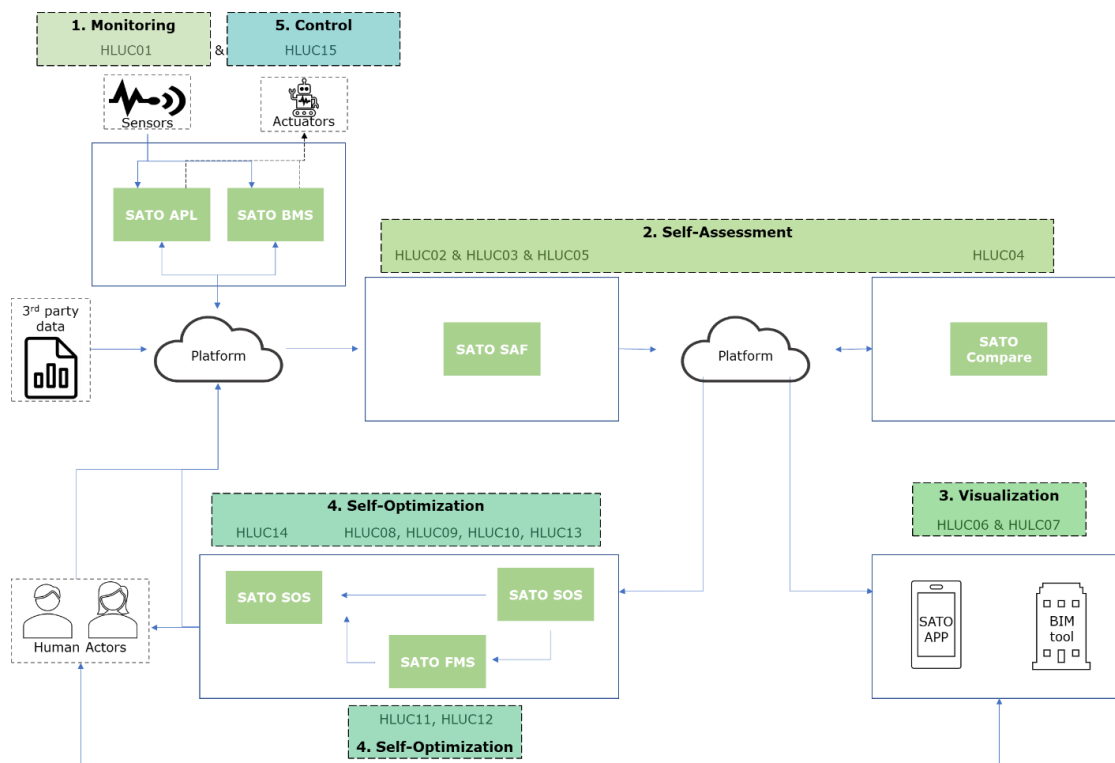 1. Monitoring
HLUC01
&
5. Control
HLUC15
Sensors
Actuators
SATO APL
SATO BMS
2. Self-Assessment
HLUC02 & HLUC03 & HLUC05
HLUC04
3rd party
data
Platform
SATO SAF
Platform
SATO
Compare
4. Self-Optimization
HLUC14
HLUC08, HLUC09, HLUC10, HLUC13
3. Visualization
HLUC06 & HULC07
SATO SOS
SATO SOS
SATO FMS
Human Actors
SATO
APP
BIM
tool
HLUC11, HLUC12
4. Self-Optimization